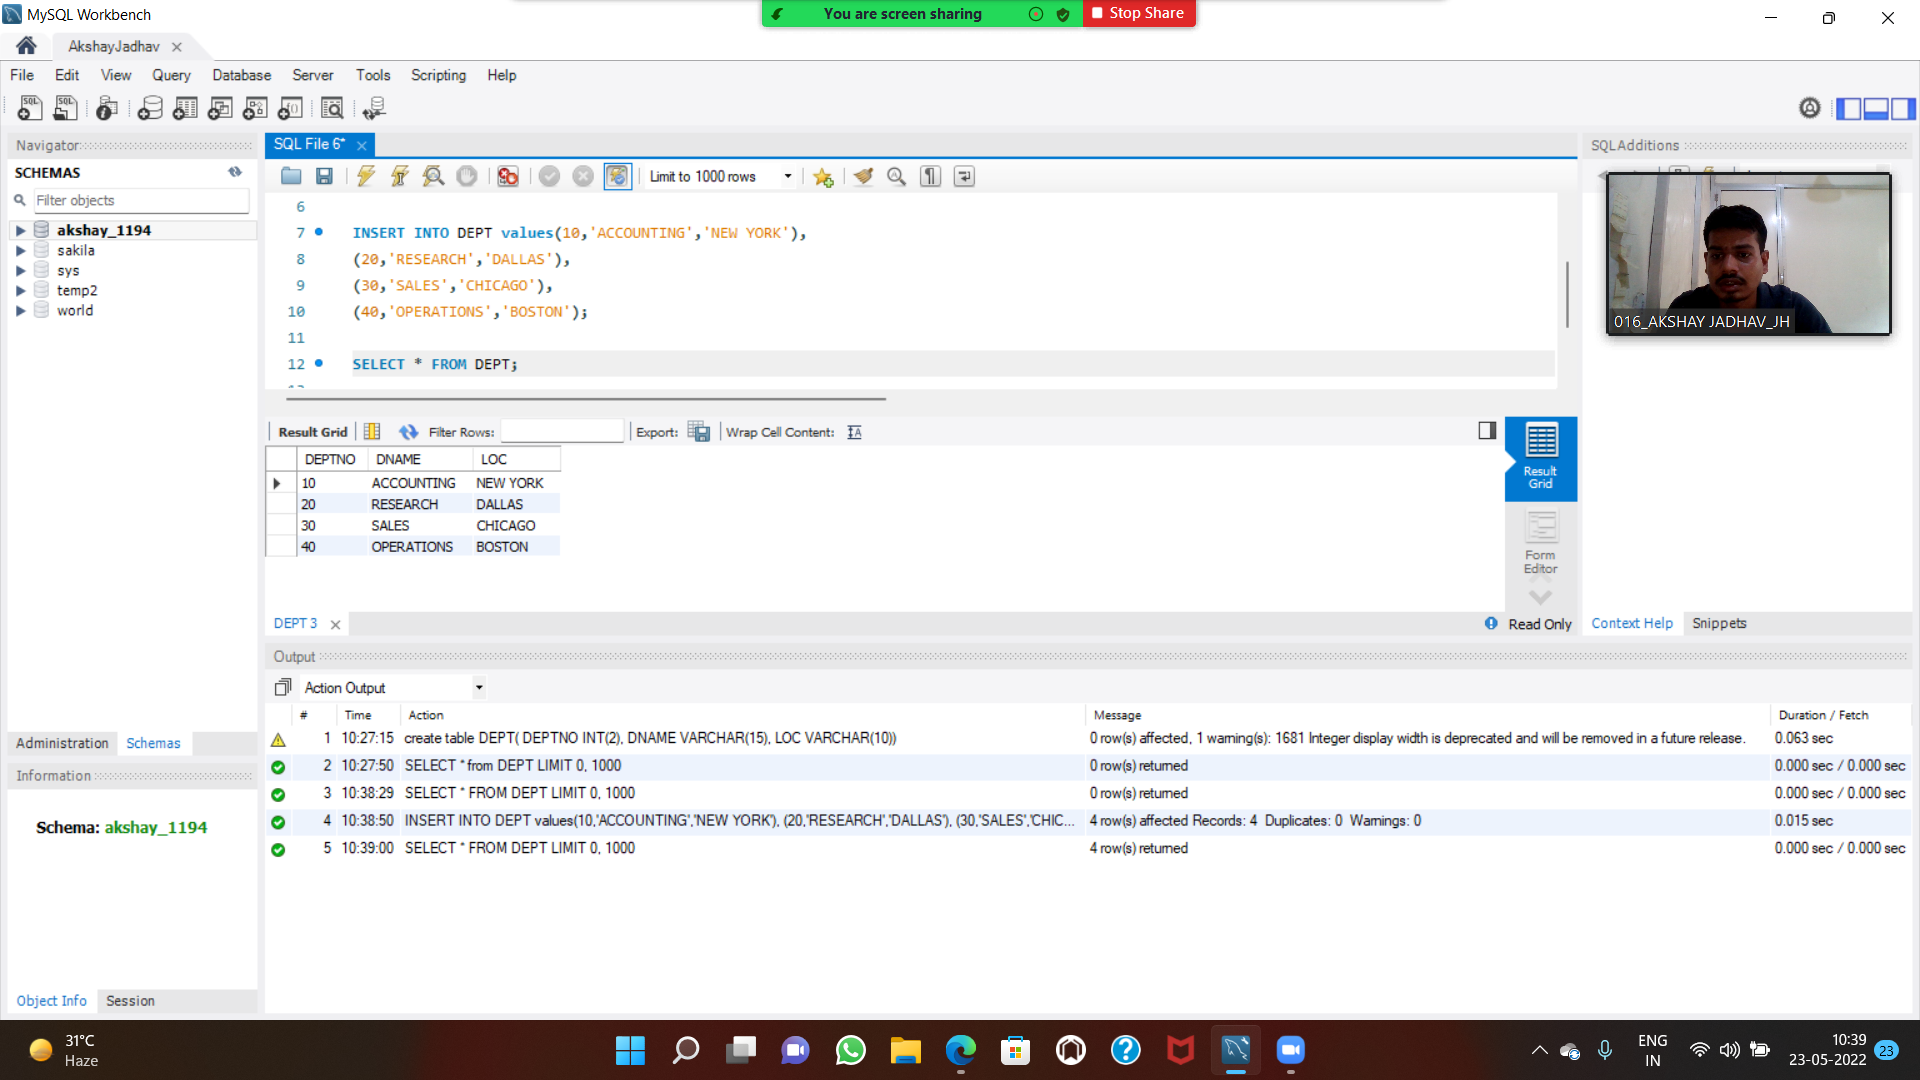 MySQL Workbench
You are screen sharing
Stop Share
AkshayJadhav
File Edit View Query Database Server Tools Scripting Help
Navigator
SQL File 6*
SQLAdditions
SCHEMAS
Limit to 1000 rows
Filter objects
akshay_1194
sakila
sys
temp2
world
6
7 INSERT INTO DEPT values(10,'ACCOUNTING','NEW YORK'),
8 (20,'RESEARCH','DALLAS'),
9 (30,'SALES','CHICAGO'),
10 (40,'OPERATIONS','BOSTON');
11
12 SELECT * FROM DEPT;
016_AKSHAY JADHAV_JH
Result Grid Filter Rows: Export: Wrap Cell Content:
DEPTNO DNAME LOC
10 ACCOUNTING NEW YORK
20 RESEARCH DALLAS
30 SALES CHICAGO
40 OPERATIONS BOSTON
Result
Grid
Form
Editor
DEPT 3
Read Only
Context Help Snippets
Output
Action Output
# Time Action Message Duration / Fetch
1 10:27:15 create table DEPT( DEPTNO INT(2), DNAME VARCHAR(15), LOC VARCHAR(10)) 0 row(s) affected, 1 warning(s): 1681 Integer display width is deprecated and will be removed in a future release. 0.063 sec
2 10:27:50 SELECT * from DEPT LIMIT 0, 1000 0 row(s) returned 0.000 sec / 0.000 sec
3 10:38:29 SELECT * FROM DEPT LIMIT 0, 1000 0 row(s) returned 0.000 sec / 0.000 sec
4 10:38:50 INSERT INTO DEPT values(10,'ACCOUNTING','NEW YORK'), (20,'RESEARCH','DALLAS'), (30,'SALES','CHIC... 4 row(s) affected Records: 4 Duplicates: 0 Warnings: 0 0.015 sec
5 10:39:00 SELECT * FROM DEPT LIMIT 0, 1000 4 row(s) returned 0.000 sec / 0.000 sec
Administration Schemas
Information
Schema: akshay_1194
Object Info Session
31°C
Haze
ENG
IN
10:39
23-05-2022
23